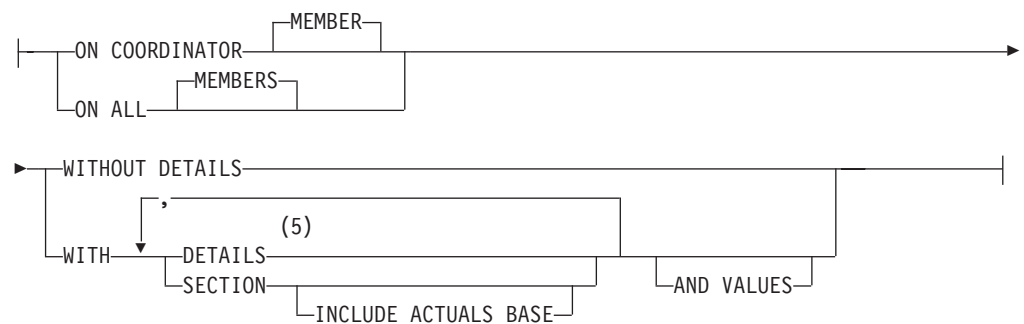 MEMBER
ON COORDINATOR
MEMBERS
ON ALL
WITHOUT DETAILS
,
(5)
WITH DETAILS
SECTION AND VALUES
INCLUDE ACTUALS BASE